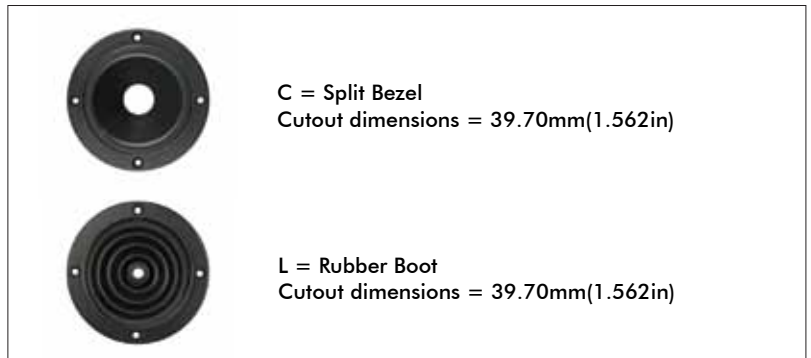 C = Split Bezel
Cutout dimensions = 39.70mm(1.562in)
L = Rubber Boot
Cutout dimensions = 39.70mm(1.562in)